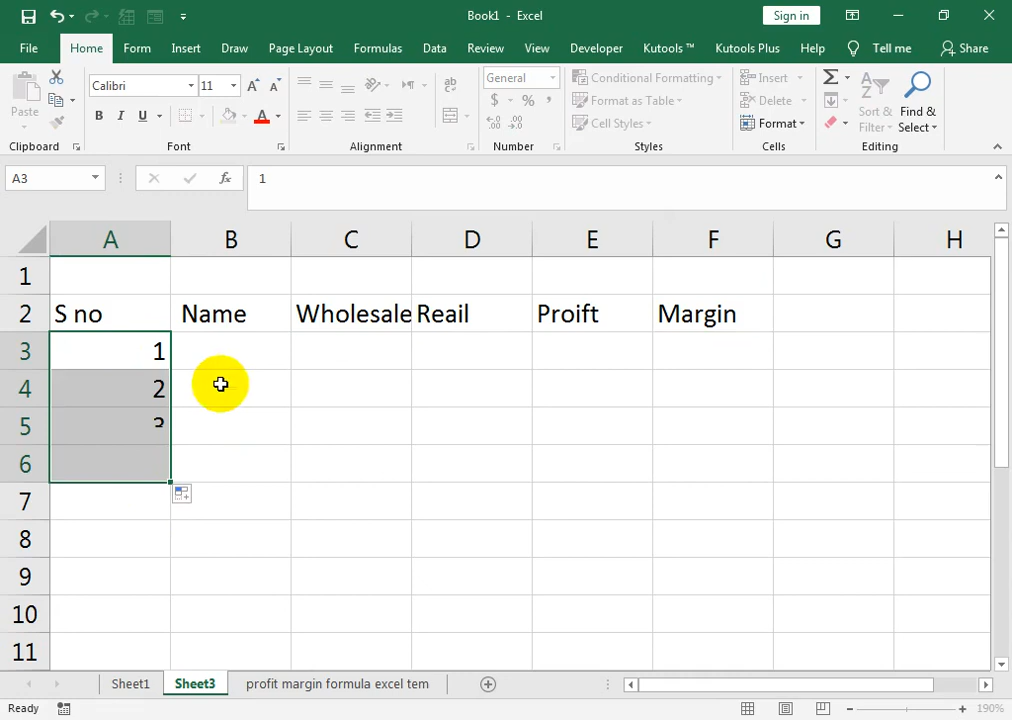 Book1 - Excel
Sign in
File Home Form Insert Draw Page Layout Formulas Data Review View Developer Kutools ™ Kutools Plus Help Tell me Share
Paste
Clipboard
Calibri 11
B I U A
Font
ab
Alignment
General
$ % ,
Number
Conditional Formatting
Format as Table
Cell Styles
Styles
Insert
Delete
Format
Cells
Sort & Filter
Find & Select
Editing
A3 fx 1
A B C D E F G H
1
2 S no Name Wholesale Reail Proift Margin
3 1
4 2
5 3
6
7
8
9
10
11
Sheet1 Sheet3 profit margin formula excel tem
Ready 190%